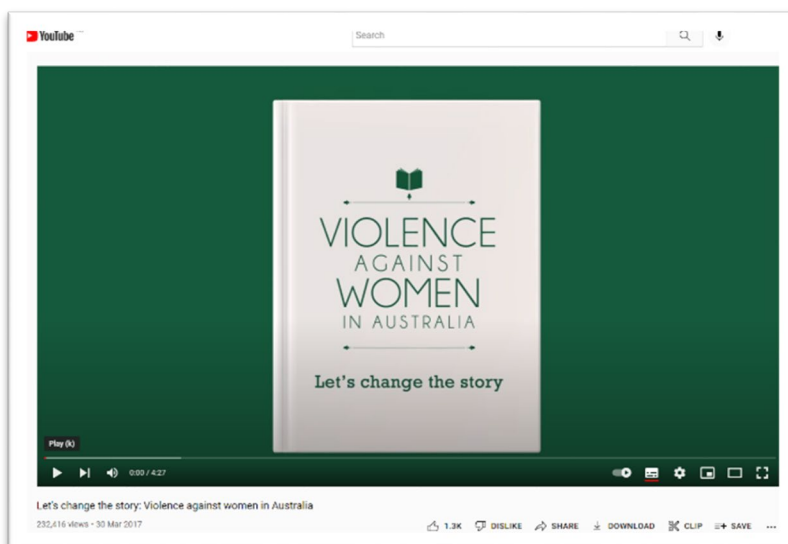 YouTube
Search
VIOLENCE
AGAINST
WOMEN
IN AUSTRALIA
Let's change the story
Play (k)
0:00 / 4:27
Let's change the story: Violence against women in Australia
232,416 views • 30 Mar 2017
1.3K DISLIKE SHARE DOWNLOAD CLIP SAVE ...